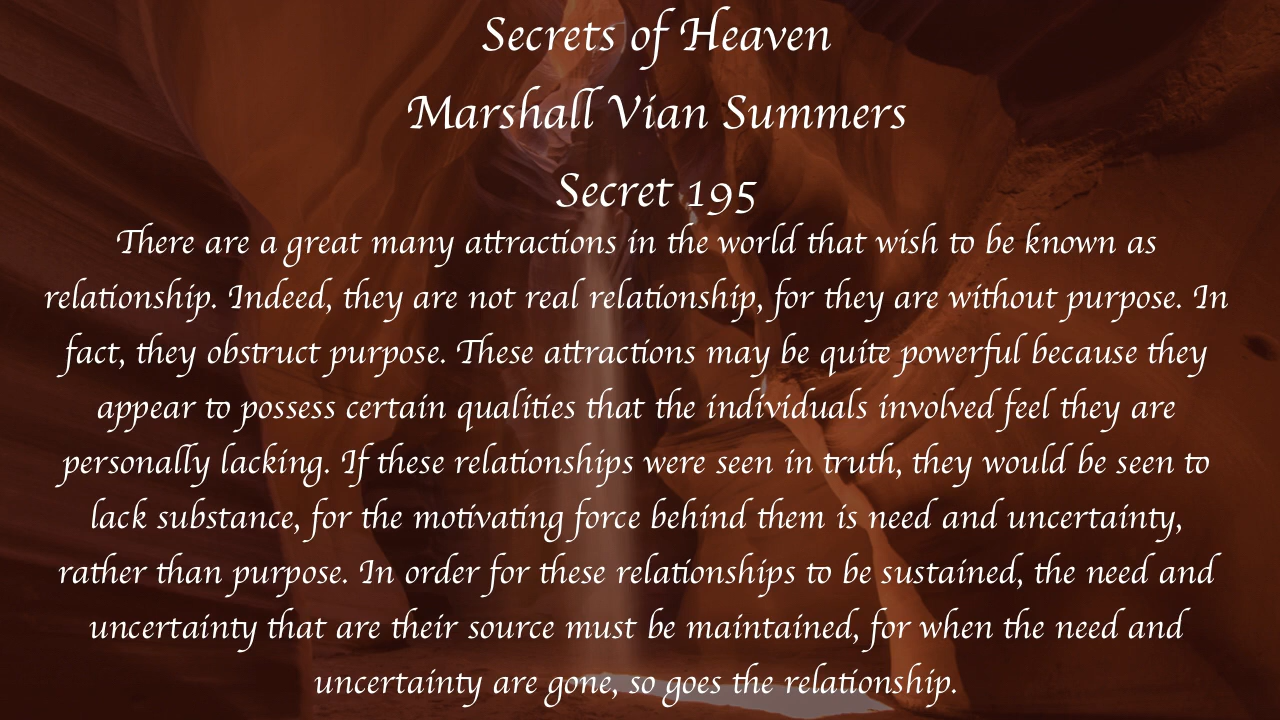 Secrets of Heaven
Marshall Vian Summers
Secret 195
There are a great many attractions in the world that wish to be known as
relationship. Indeed, they are not real relationship, for they are without purpose. In
fact, they obstruct purpose. These attractions may be quite powerful because they
appear to possess certain qualities that the individuals involved feel they are
personally lacking. If these relationships were seen in truth, they would be seen to
lack substance, for the motivating force behind them is need and uncertainty,
rather than purpose. In order for these relationships to be sustained, the need and
uncertainty that are their source must be maintained, for when the need and
uncertainty are gone, so goes the relationship.